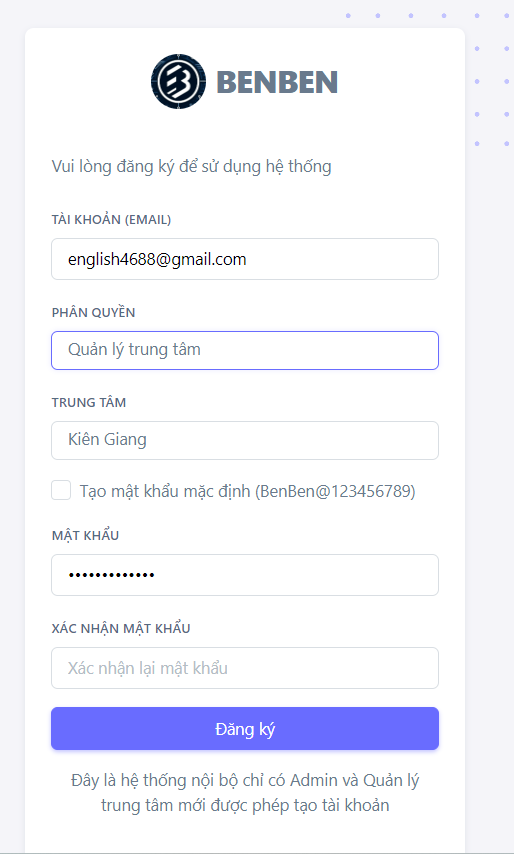 BENBEN
Vui lòng đăng ký để sử dụng hệ thống
TÀI KHOẢN (EMAIL)
english4688@gmail.com
PHÂN QUYỀN
Quản lý trung tâm
TRUNG TÂM
Kiên Giang
Tạo mật khẩu mặc định (BenBen@123456789)
MẬT KHẨU
•••••••••••••
XÁC NHẬN MẬT KHẨU
Xác nhận lại mật khẩu
Đăng ký
Đây là hệ thống nội bộ chỉ có Admin và Quản lý
trung tâm mới được phép tạo tài khoản